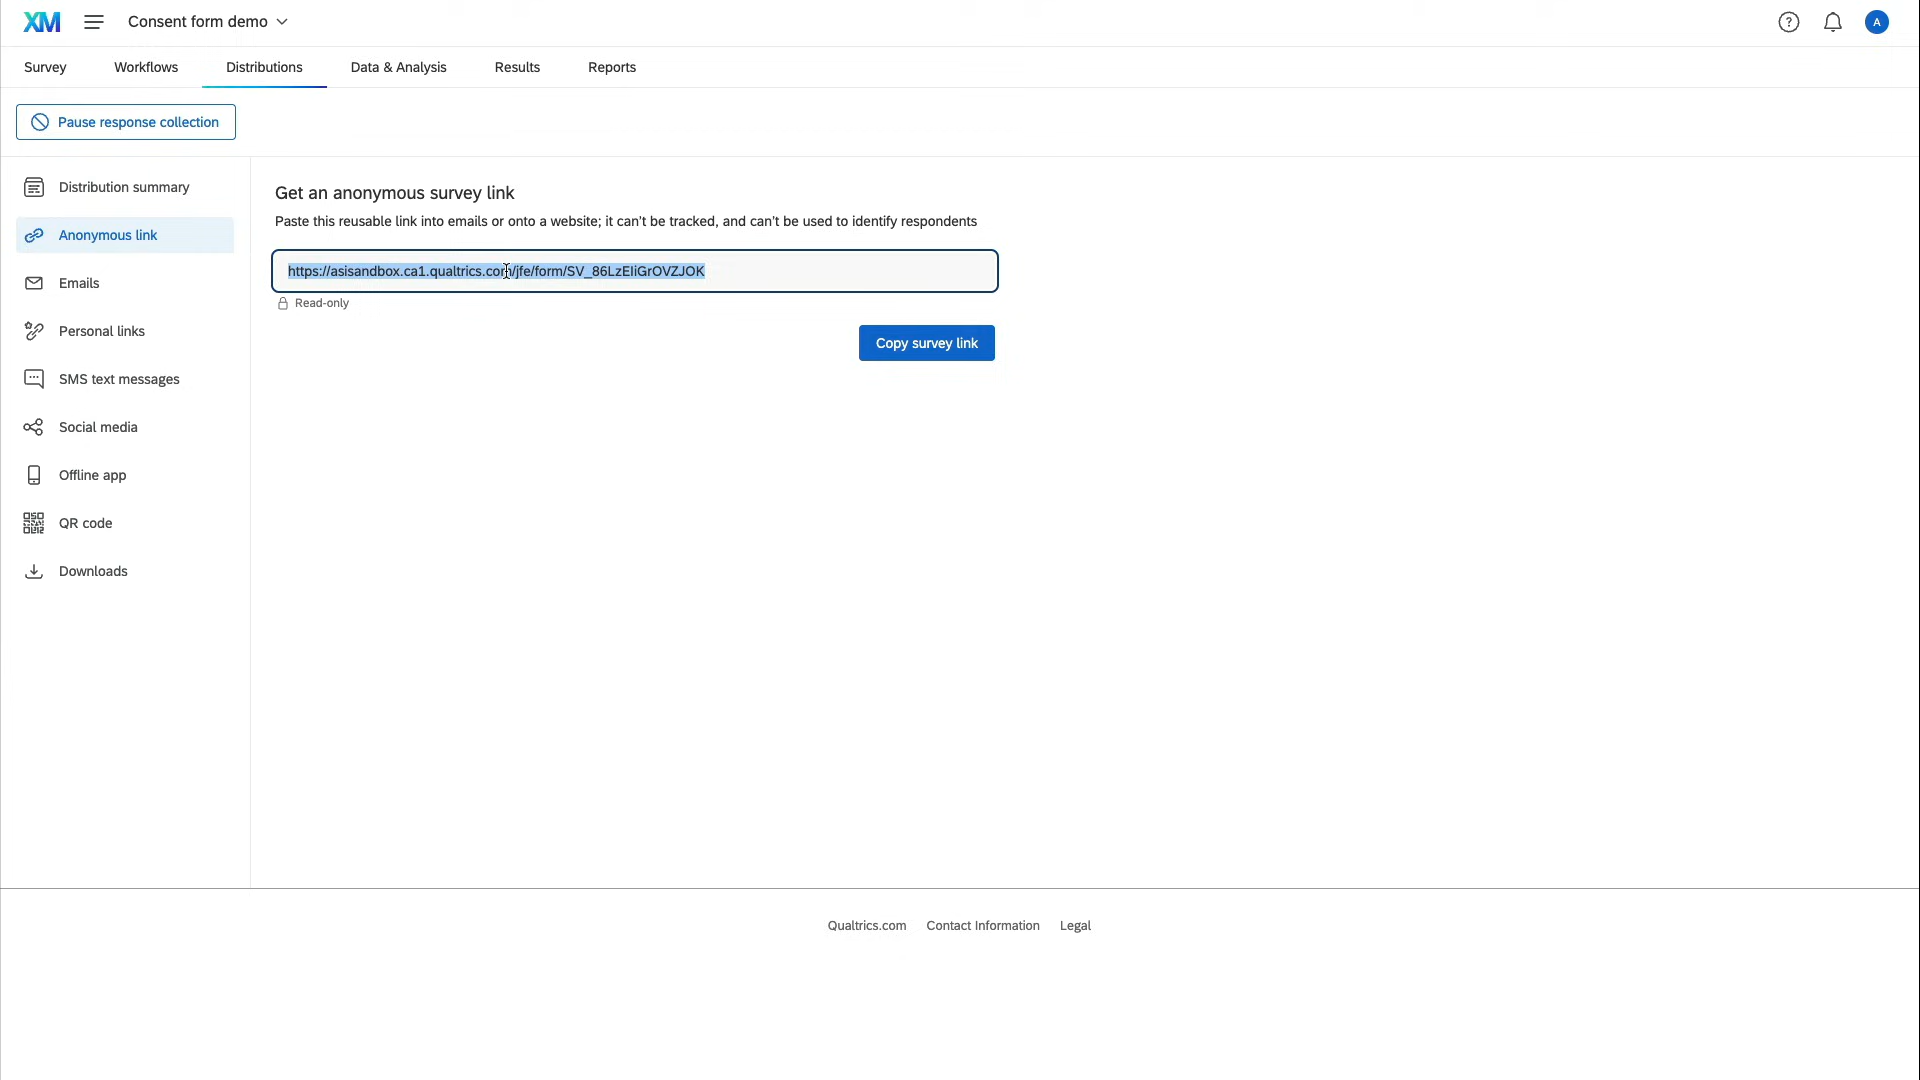 XM
Consent form demo
A
Survey
Workflows
Distributions
Data & Analysis
Results
Reports
Pause response collection
Distribution summary
Anonymous link
Emails
Personal links
SMS text messages
Social media
Offline app
QR code
Downloads
Get an anonymous survey link
Paste this reusable link into emails or onto a website; it can't be tracked, and can't be used to identify respondents
https://asisandbox.ca1.qualtrics.com/jfe/form/SV_86LzEIiGrOVZJOK
Read-only
Copy survey link
Qualtrics.com
Contact Information
Legal